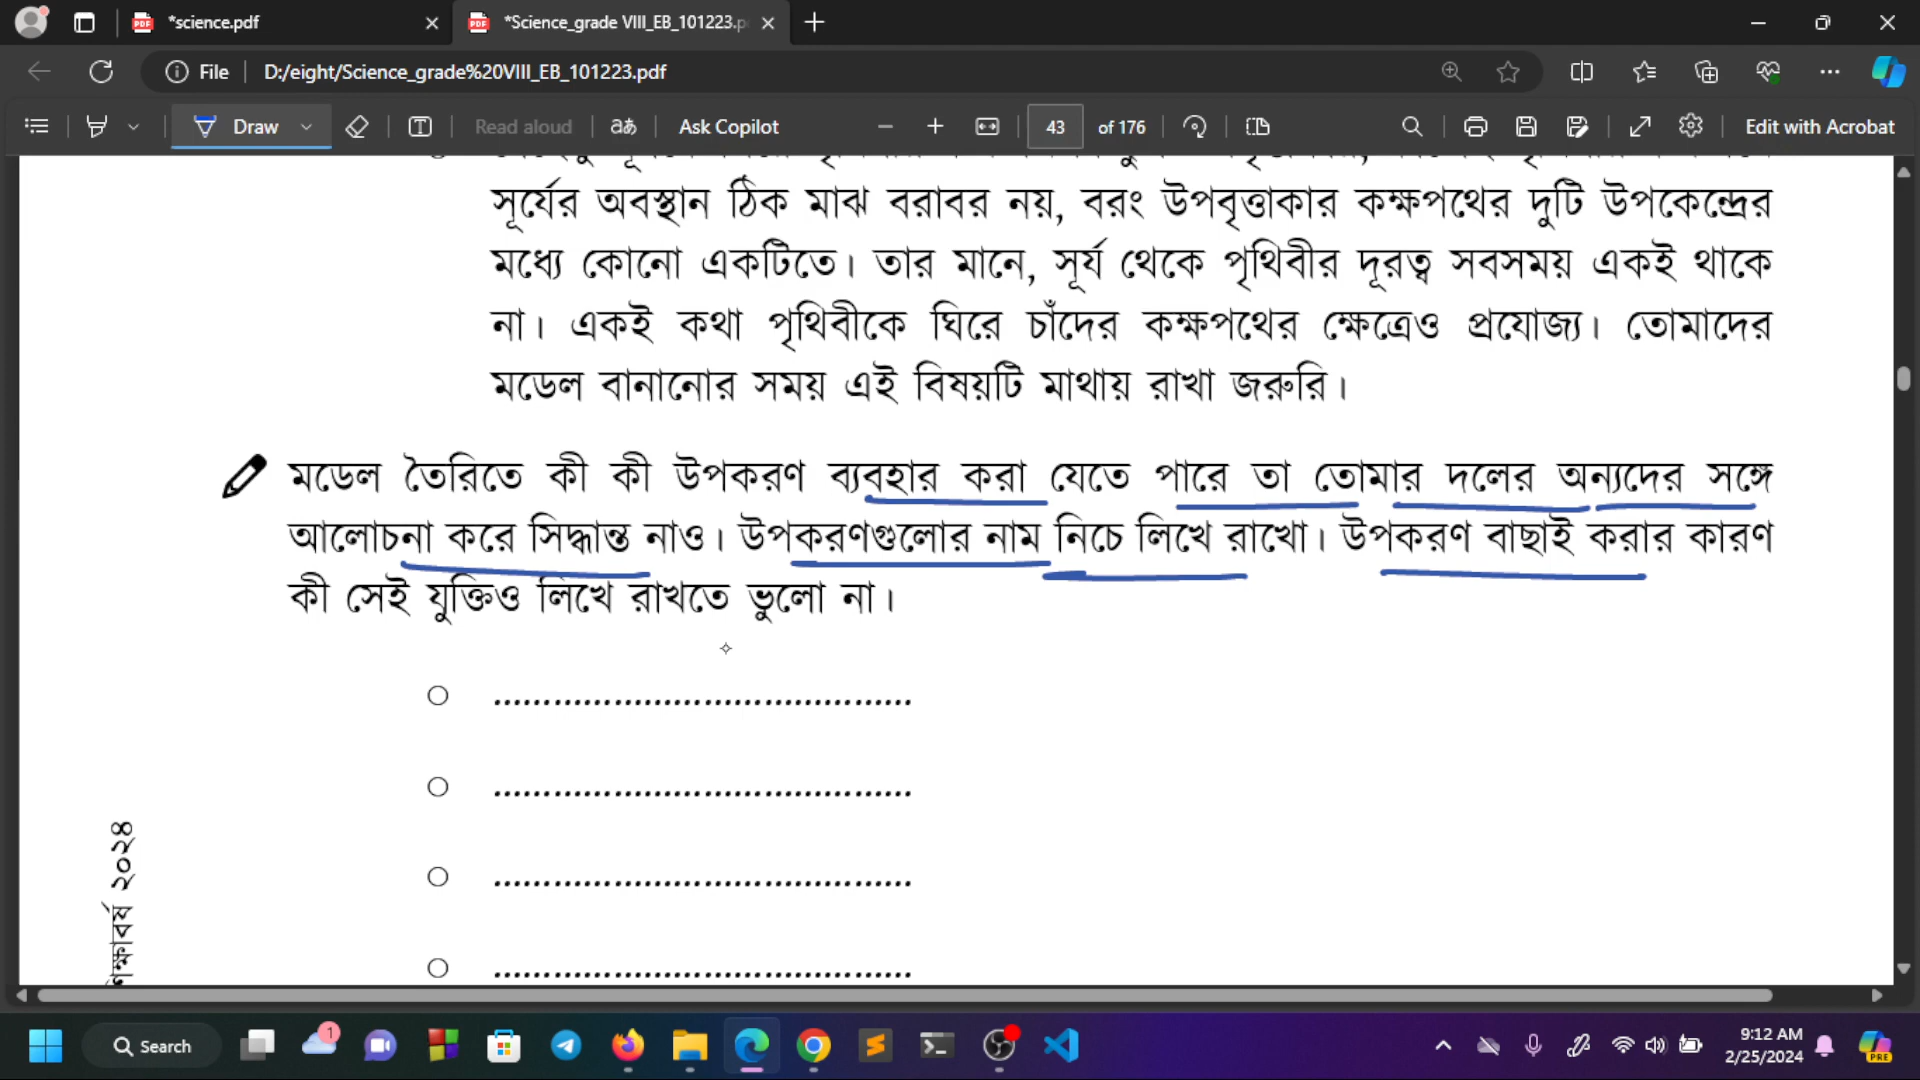 *science.pdf
*Science_grade VIII_EB_101223.p
File
D:/eight/Science_grade%20VIII_EB_101223.pdf
Draw
Read aloud
Ask Copilot
43
of 176
Edit with Acrobat
সূর্যের অবস্থান ঠিক মাঝ বরাবর নয়, বরং উপবৃত্তাকার কক্ষপথের দুটি উপকেন্দ্রের
মধ্যে কোনো একটিতে। তার মানে, সূর্য থেকে পৃথিবীর দূরত্ব সবসময় একই থাকে
না। একই কথা পৃথিবীকে ঘিরে চাঁদের কক্ষপথের ক্ষেত্রেও প্রযোজ্য। তোমাদের
মডেল বানানোর সময় এই বিষয়টি মাথায় রাখা জরুরি।
মডেল তৈরিতে কী কী উপকরণ ব্যবহার করা যেতে পারে তা তোমার দলের অন্যদের সঙ্গে
আলোচনা করে সিদ্ধান্ত নাও। উপকরণগুলোর নাম নিচে লিখে রাখো। উপকরণ বাছাই করার কারণ
কী সেই যুক্তিও লিখে রাখতে ভুলো না।
শিক্ষাবর্ষ ২০২৪
Search
1
9:12 AM
2/25/2024
PRE